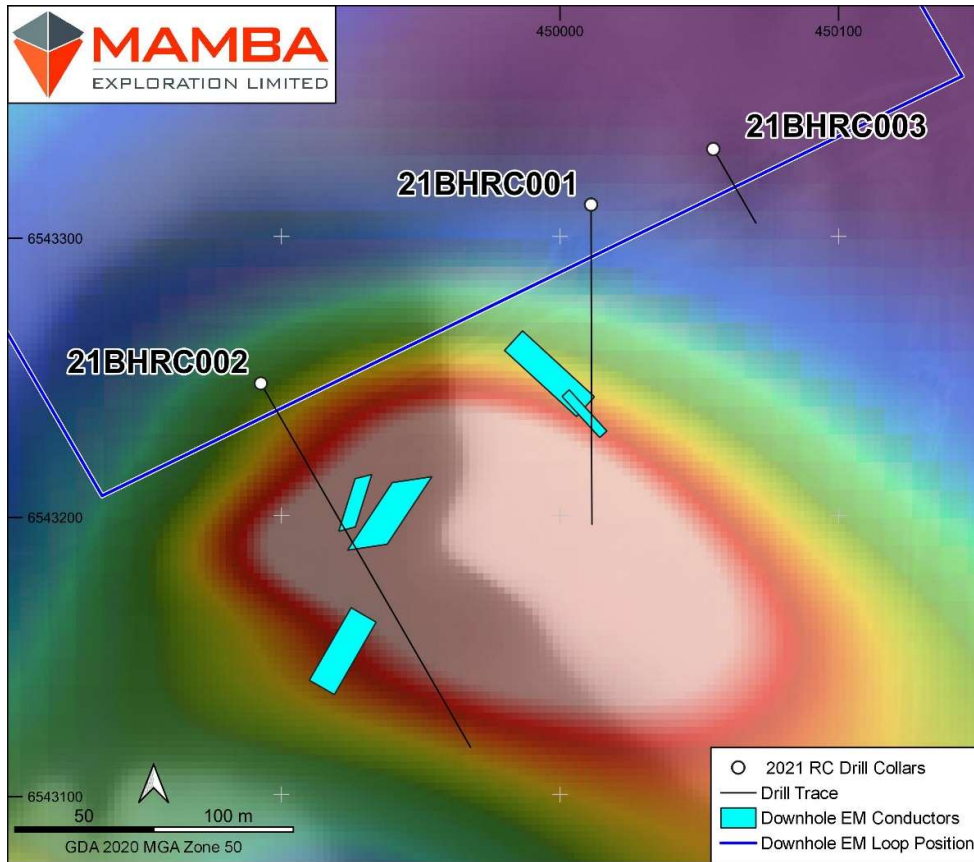 MAMBA
EXPLORATION LIMITED
450000
450100
21BHRC003
21BHRC001
6543300
21BHRC002
6543200
6543100
50
100 m
GDA 2020 MGA Zone 50
2021 RC Drill Collars
Drill Trace
Downhole EM Conductors
Downhole EM Loop Position